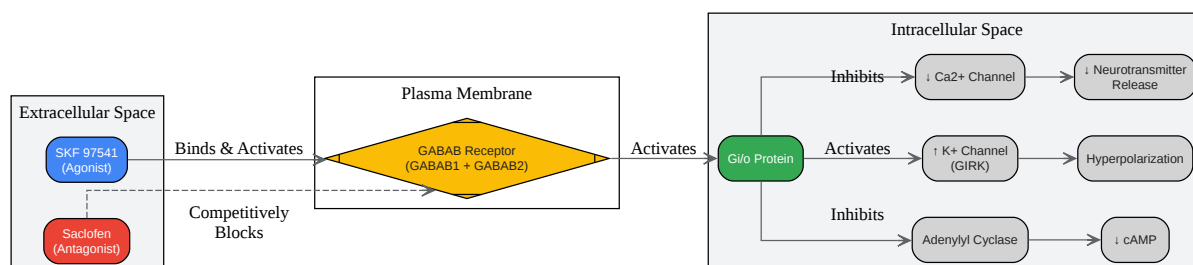 Extracellular Space
SKF 97541
(Agonist)
Saclofen
(Antagonist)
Binds & Activates
Competitively
Blocks
Plasma Membrane
GABAB Receptor
(GABAB1 + GABAB2)
Activates
Intracellular Space
Gi/o Protein
Inhibits
↓ Ca2+ Channel
↓ Neurotransmitter
Release
Activates
↑ K+ Channel
(GIRK)
Hyperpolarization
Inhibits
Adenylyl Cyclase
↓ cAMP